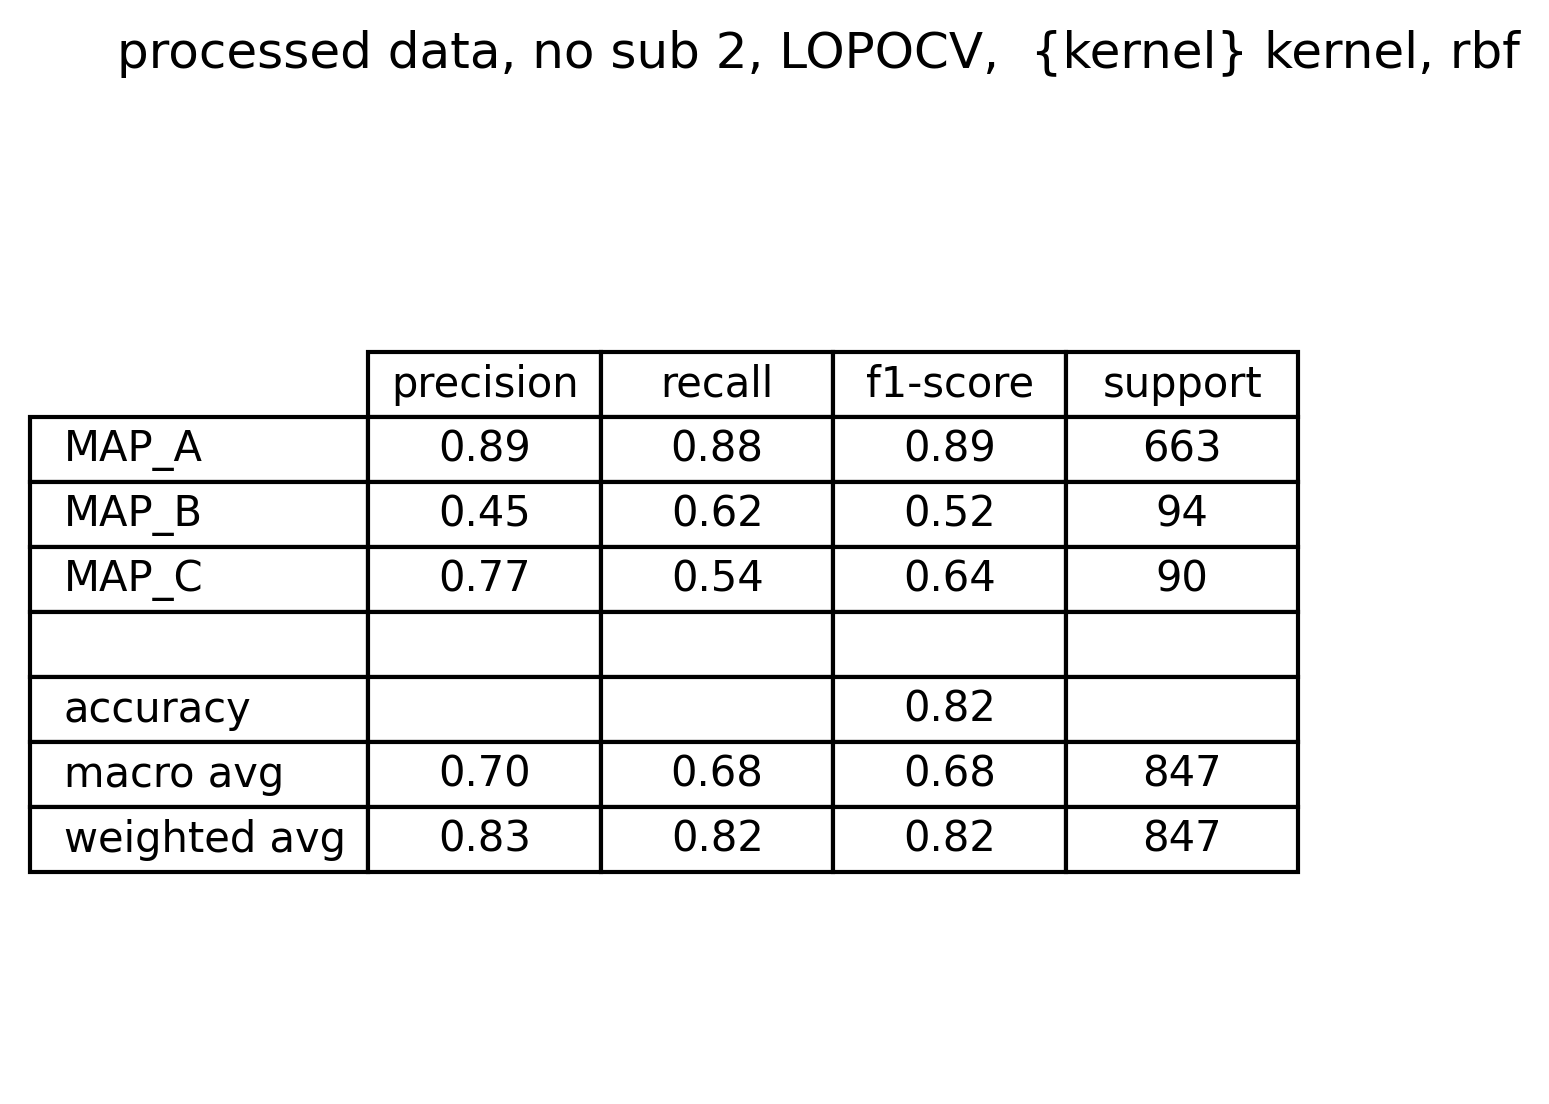 processed data, no sub 2, LOPOCV,  {kernel} kernel, rbf
precision recall f1-score support
MAP_A 0.89 0.88 0.89 663
MAP_B 0.45 0.62 0.52 94
MAP_C 0.77 0.54 0.64 90
accuracy 0.82
macro avg 0.70 0.68 0.68 847
weighted avg 0.83 0.82 0.82 847